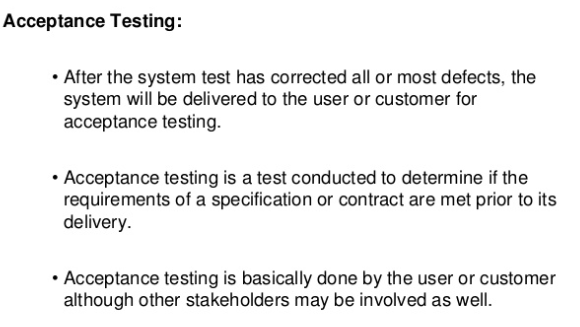 Acceptance Testing:
• After the system test has corrected all or most defects, the
system will be delivered to the user or customer for
acceptance testing.
• Acceptance testing is a test conducted to determine if the
requirements of a specification or contract are met prior to its
delivery.
• Acceptance testing is basically done by the user or customer
although other stakeholders may be involved as well.